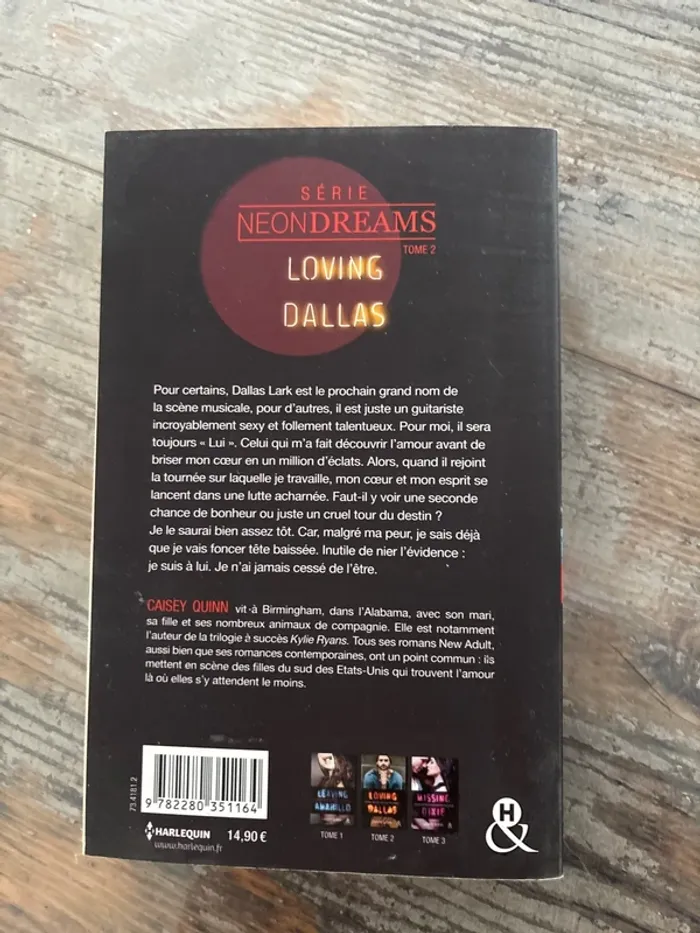 SÉRIE
NEONDREAMS
TOME 2
LOVING
DALLAS
Pour certains, Dallas Lark est le prochain grand nom de
la scène musicale, pour d'autres, il est juste un guitariste
incroyablement sexy et follement talentueux. Pour moi, il sera
toujours « Lui ». Celui qui m'a fait découvrir l'amour avant de
briser mon cœur en un million d'éclats. Alors, quand il rejoint
la tournée sur laquelle je travaille, mon cœur et mon esprit se
lancent dans une lutte acharnée. Faut-il y voir une seconde
chance de bonheur ou juste un cruel tour du destin ?
Je le saurai bien assez tôt. Car, malgré ma peur, je sais déjà
que je vais foncer tête baissée. Inutile de nier l'évidence :
je suis à lui. Je n'ai jamais cessé de l'être.
CAISEY QUINN vit à Birmingham, dans l'Alabama, avec son mari,
sa fille et ses nombreux animaux de compagnie. Elle est notamment
l'auteur de la trilogie à succès Kylie Ryans. Tous ses romans New Adult,
aussi bien que ses romances contemporaines, ont un point commun : ils
mettent en scène des filles du sud des Etats-Unis qui trouvent l'amour
là où elles s'y attendent le moins.
73.4181.2
9 782280 351164
HARLEQUIN 14,90 €
www.harlequin.fr
LEAVING
AMARILLO
TOME 1
LOVING
DALLAS
TOME 2
MISSING
DIXIE
TOME 3
H
&